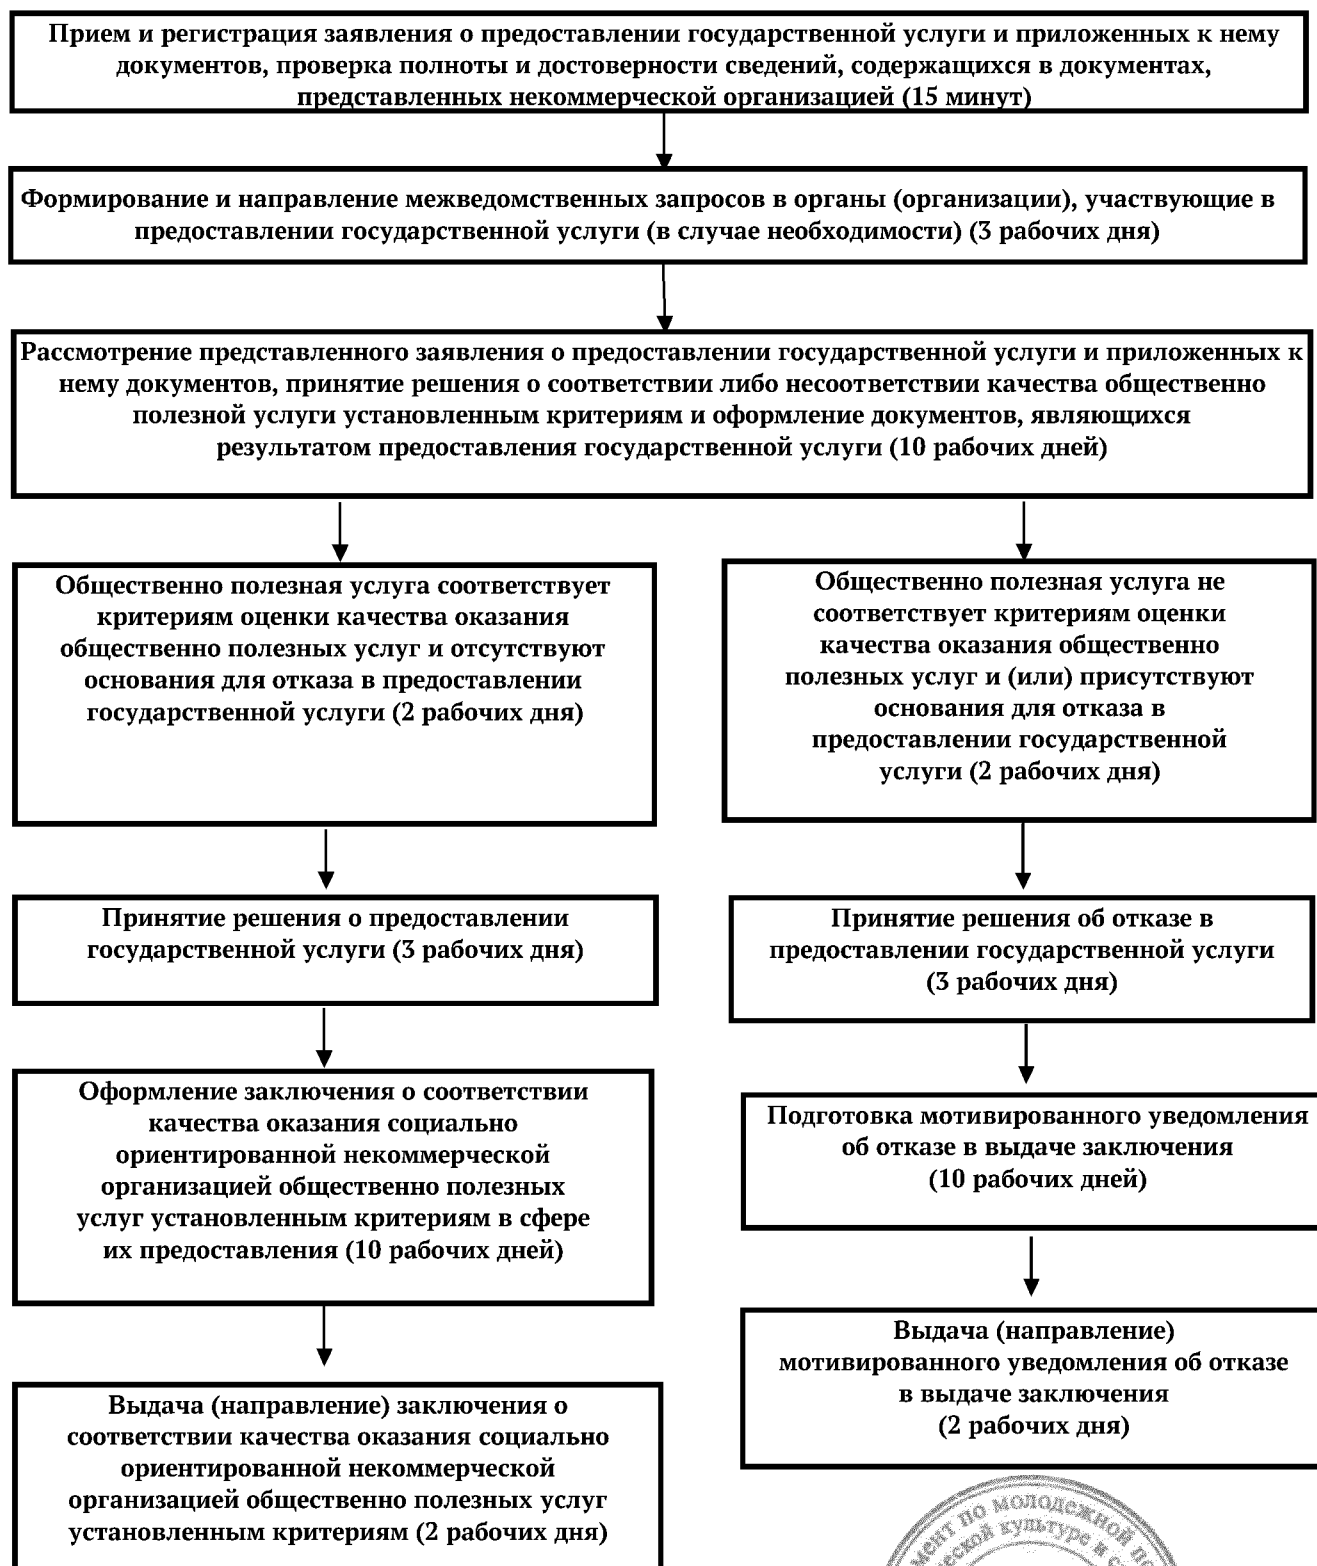 Прием и регистрация заявления о предоставлении государственной услуги и приложенных к нему
документов, проверка полноты и достоверности сведений, содержащихся в документах,
представленных некоммерческой организацией (15 минут)
Формирование и направление межведомственных запросов в органы (организации), участвующие в
предоставлении государственной услуги (в случае необходимости) (3 рабочих дня)
Рассмотрение представленного заявления о предоставлении государственной услуги и приложенных к
нему документов, принятие решения о соответствии либо несоответствии качества общественно
полезной услуги установленным критериям и оформление документов, являющихся
результатом предоставления государственной услуги (10 рабочих дней)
Общественно полезная услуга соответствует
критериям оценки качества оказания
общественно полезных услуг и отсутствуют
основания для отказа в предоставлении
государственной услуги (2 рабочих дня)
Общественно полезная услуга не
соответствует критериям оценки
качества оказания общественно
полезных услуг и (или) присутствуют
основания для отказа в
предоставлении государственной
услуги (2 рабочих дня)
Принятие решения о предоставлении
государственной услуги (3 рабочих дня)
Принятие решения об отказе в
предоставлении государственной услуги
(3 рабочих дня)
Оформление заключения о соответствии
качества оказания социально
ориентированной некоммерческой
организацией общественно полезных
услуг установленным критериям в сфере
их предоставления (10 рабочих дней)
Подготовка мотивированного уведомления
об отказе в выдаче заключения
(10 рабочих дней)
Выдача (направление)
мотивированного уведомления об отказе
в выдаче заключения
(2 рабочих дня)
Выдача (направление) заключения о
соответствии качества оказания социально
ориентированной некоммерческой
организацией общественно полезных услуг
установленным критериям (2 рабочих дня)
по молодежной
культуре и